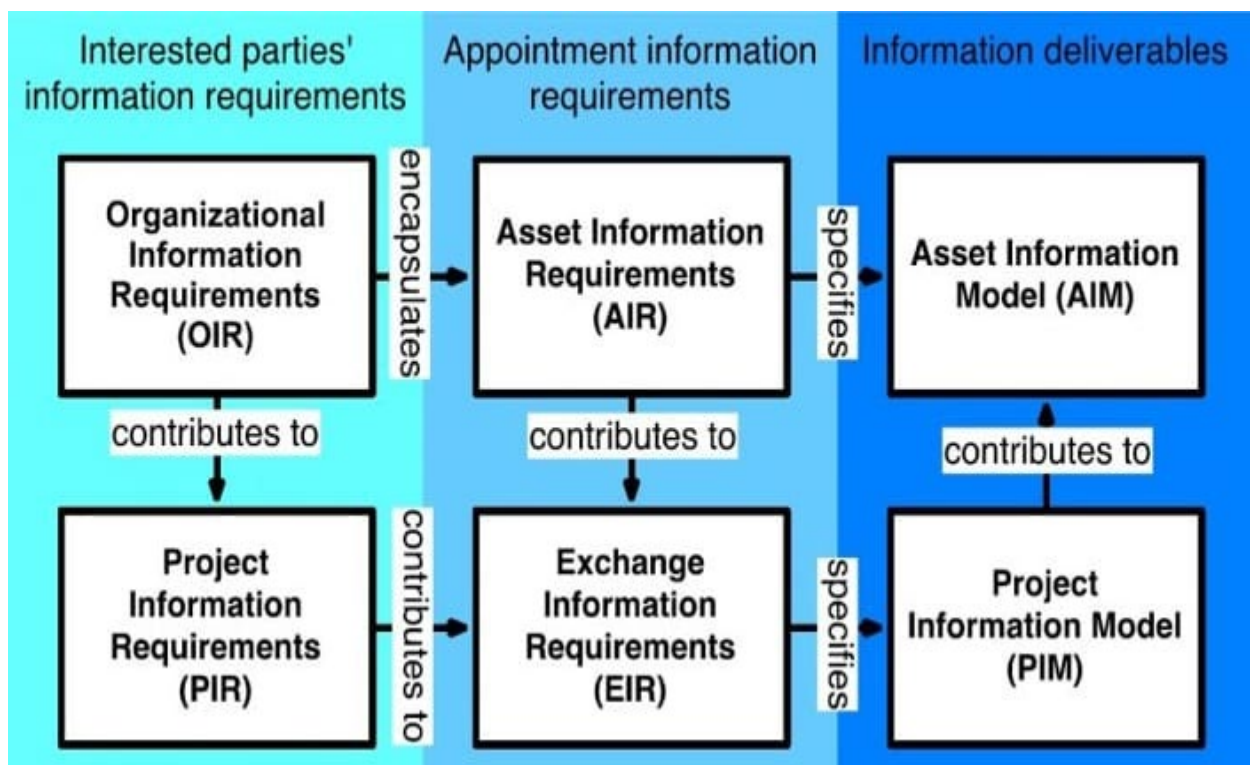 Interested parties'
information requirements
Appointment information
requirements
Information deliverables
Organizational
Information
Requirements
(OIR)
encapsulates
Asset Information
Requirements
(AIR)
specifies
Asset Information
Model (AIM)
contributes to
contributes to
contributes to
Project
Information
Requirements
(PIR)
contributes to
Exchange
Information
Requirements
(EIR)
specifies
Project
Information Model
(PIM)